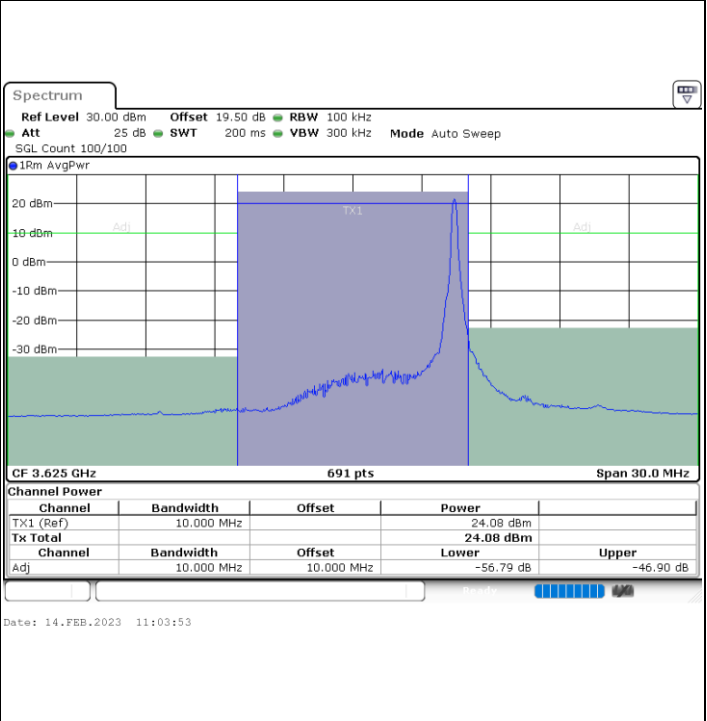 Spectrum
Ref Level 30.00 dBm Offset 19.50 dB RBW 100 kHz
Att 25 dB SWT 200 ms VBW 300 kHz Mode Auto Sweep
SGL Count 100/100
1Rm AvgPwr
20 dBm
TX1
Adj Adj
10 dBm
0 dBm
-10 dBm
-20 dBm
-30 dBm
CF 3.625 GHz 691 pts Span 30.0 MHz
Channel Power
Channel Bandwidth Offset Power
TX1 (Ref) 10.000 MHz 24.08 dBm
Tx Total 24.08 dBm
Channel Bandwidth Offset Lower Upper
Adj 10.000 MHz 10.000 MHz -56.79 dB -46.90 dB
Ready
Date: 14.FEB.2023 11:03:53